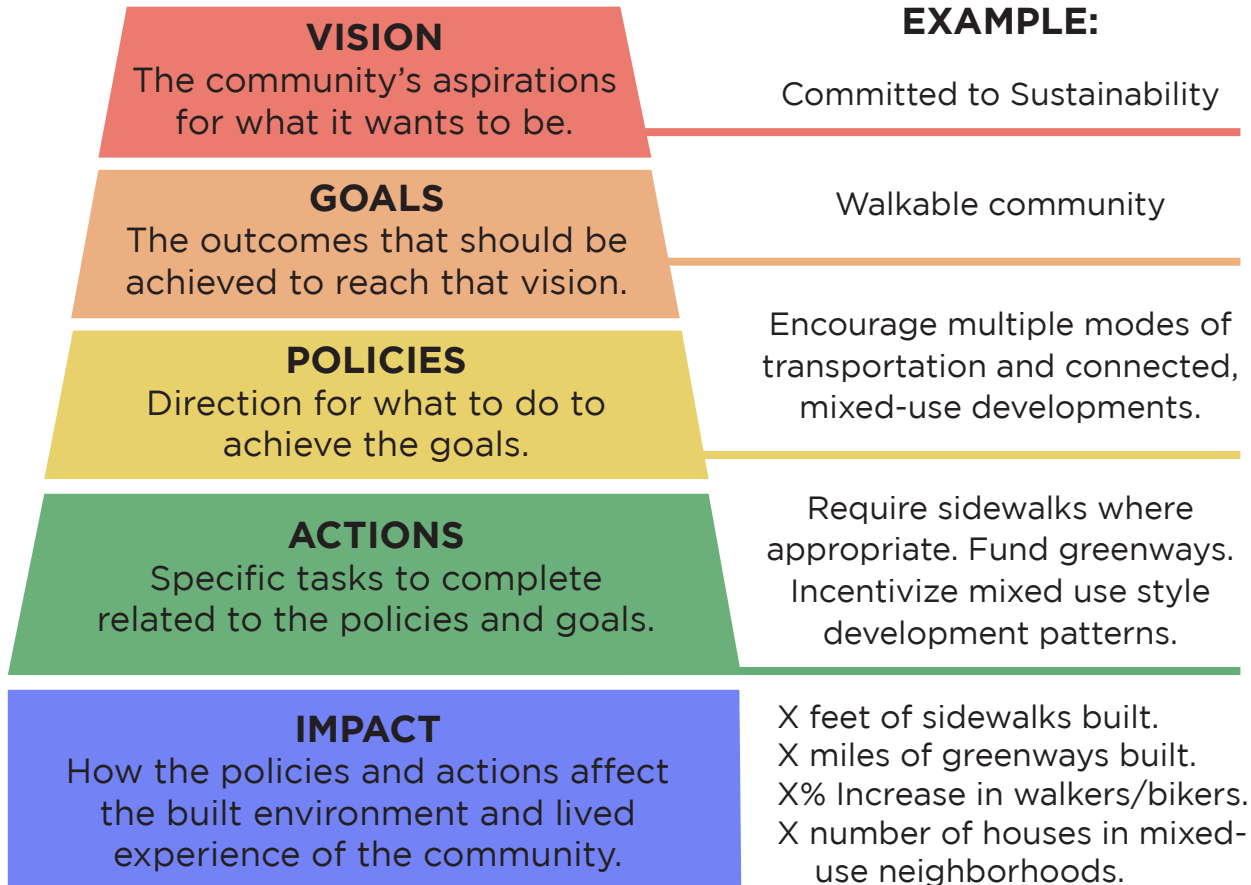 VISION
The community's aspirations
for what it wants to be.
EXAMPLE:
Committed to Sustainability
GOALS
The outcomes that should be
achieved to reach that vision.
Walkable community
POLICIES
Direction for what to do to
achieve the goals.
Encourage multiple modes of
transportation and connected,
mixed-use developments.
ACTIONS
Specific tasks to complete
related to the policies and goals.
Require sidewalks where
appropriate. Fund greenways.
Incentivize mixed use style
development patterns.
IMPACT
How the policies and actions affect
the built environment and lived
experience of the community.
X feet of sidewalks built.
X miles of greenways built.
X% Increase in walkers/bikers.
X number of houses in mixed-
use neighborhoods.